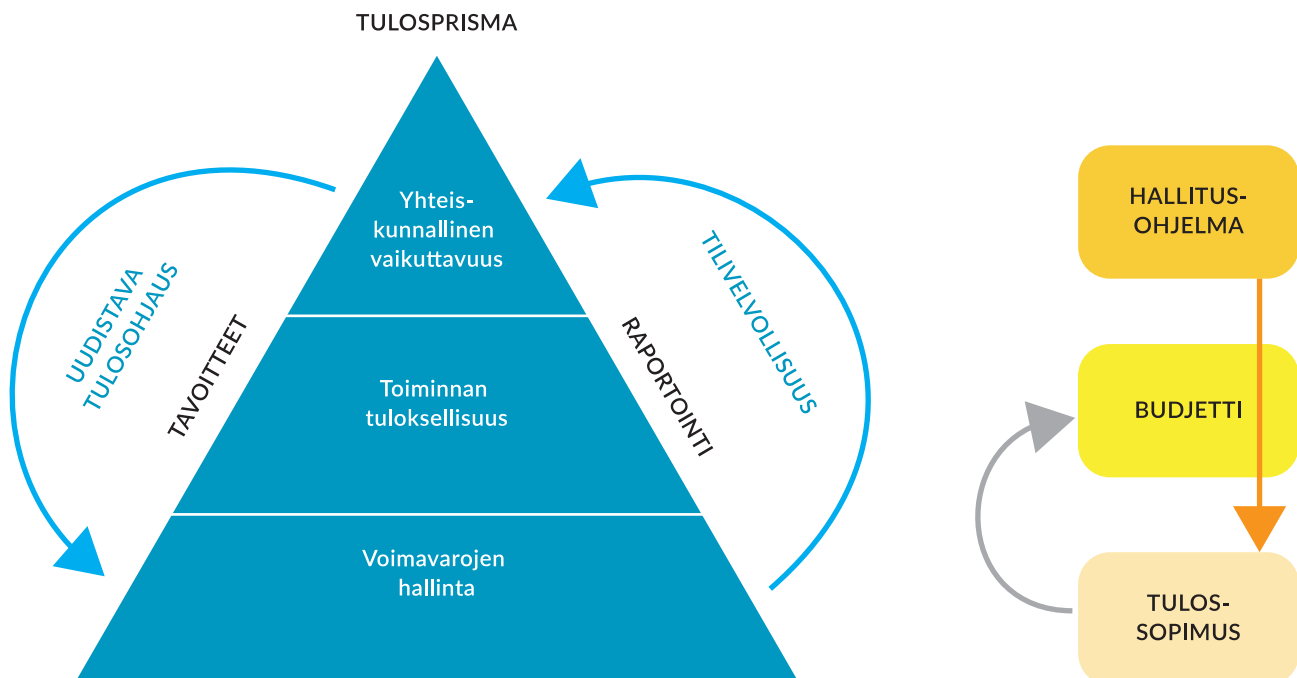 TULOSPRISMA
Yhteis-
kunnallinen
vaikuttavuus
Toiminnan
tuloksellisuus
Voimavarojen
hallinta
UUDISTAVA
TULOSOHJAUS
TAVOITTEET
RAPORTOINTI
TILIVELVOLLISUUS
HALLITUS-
OHJELMA
BUDJETTI
TULOS-
SOPIMUS